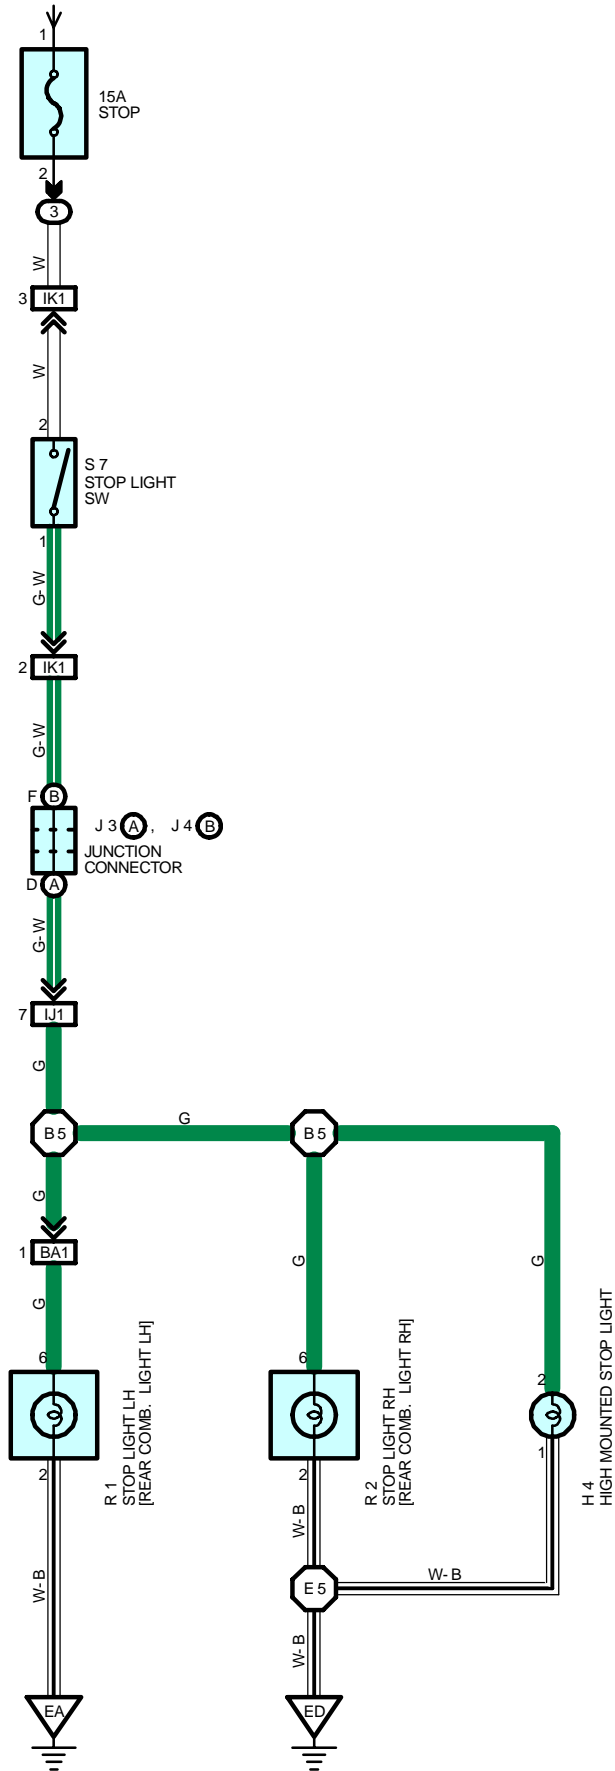 1
15A
STOP
2
3
W
3 IK1
W
2
S 7
STOP LIGHT
SW
1
G-W
2 IK1
G-W
F B
J 3 A , J 4 B
JUNCTION
CONNECTOR
D A
G-W
7 IJ1
G
B 5
G
B 5
G
1 BA1
G
G
G
6
R 1
STOP LIGHT LH
[REAR COMB. LIGHT LH]
2
6
R 2
STOP LIGHT RH
[REAR COMB. LIGHT RH]
2
2
H 4
HIGH MOUNTED STOP LIGHT
1
W-B
W-B
E 5
W-B
W-B
EA
ED